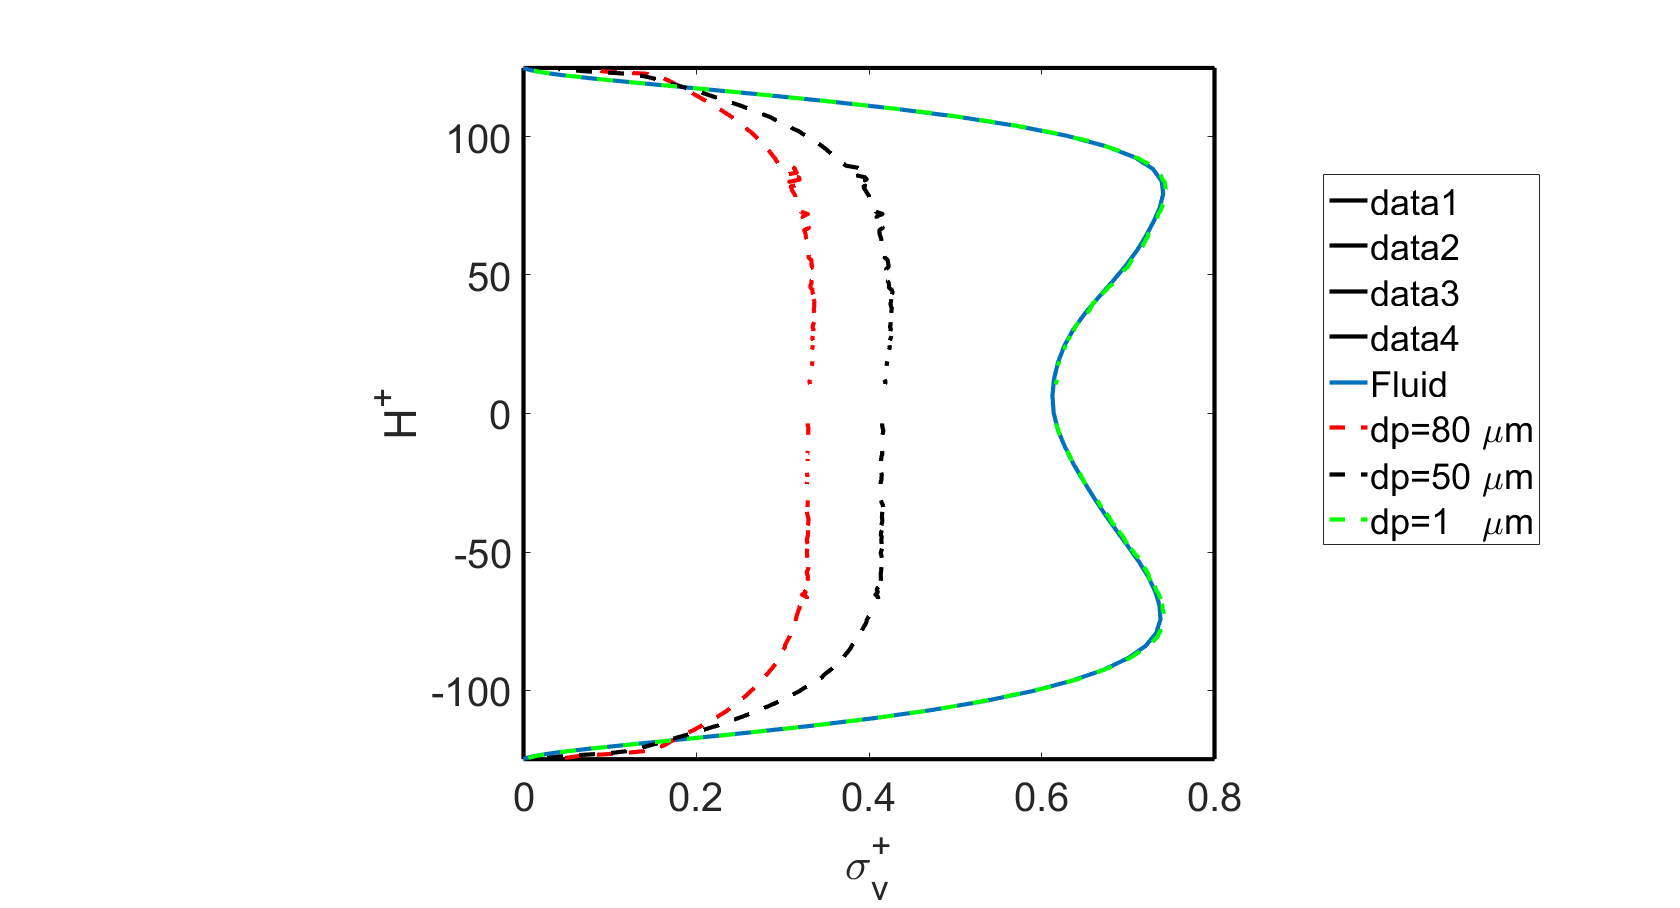 100
50
0
-50
-100
H+
0 0.2 0.4 0.6 0.8
σv+
data1
data2
data3
data4
Fluid
dp=80 μm
dp=50 μm
dp=1 μm